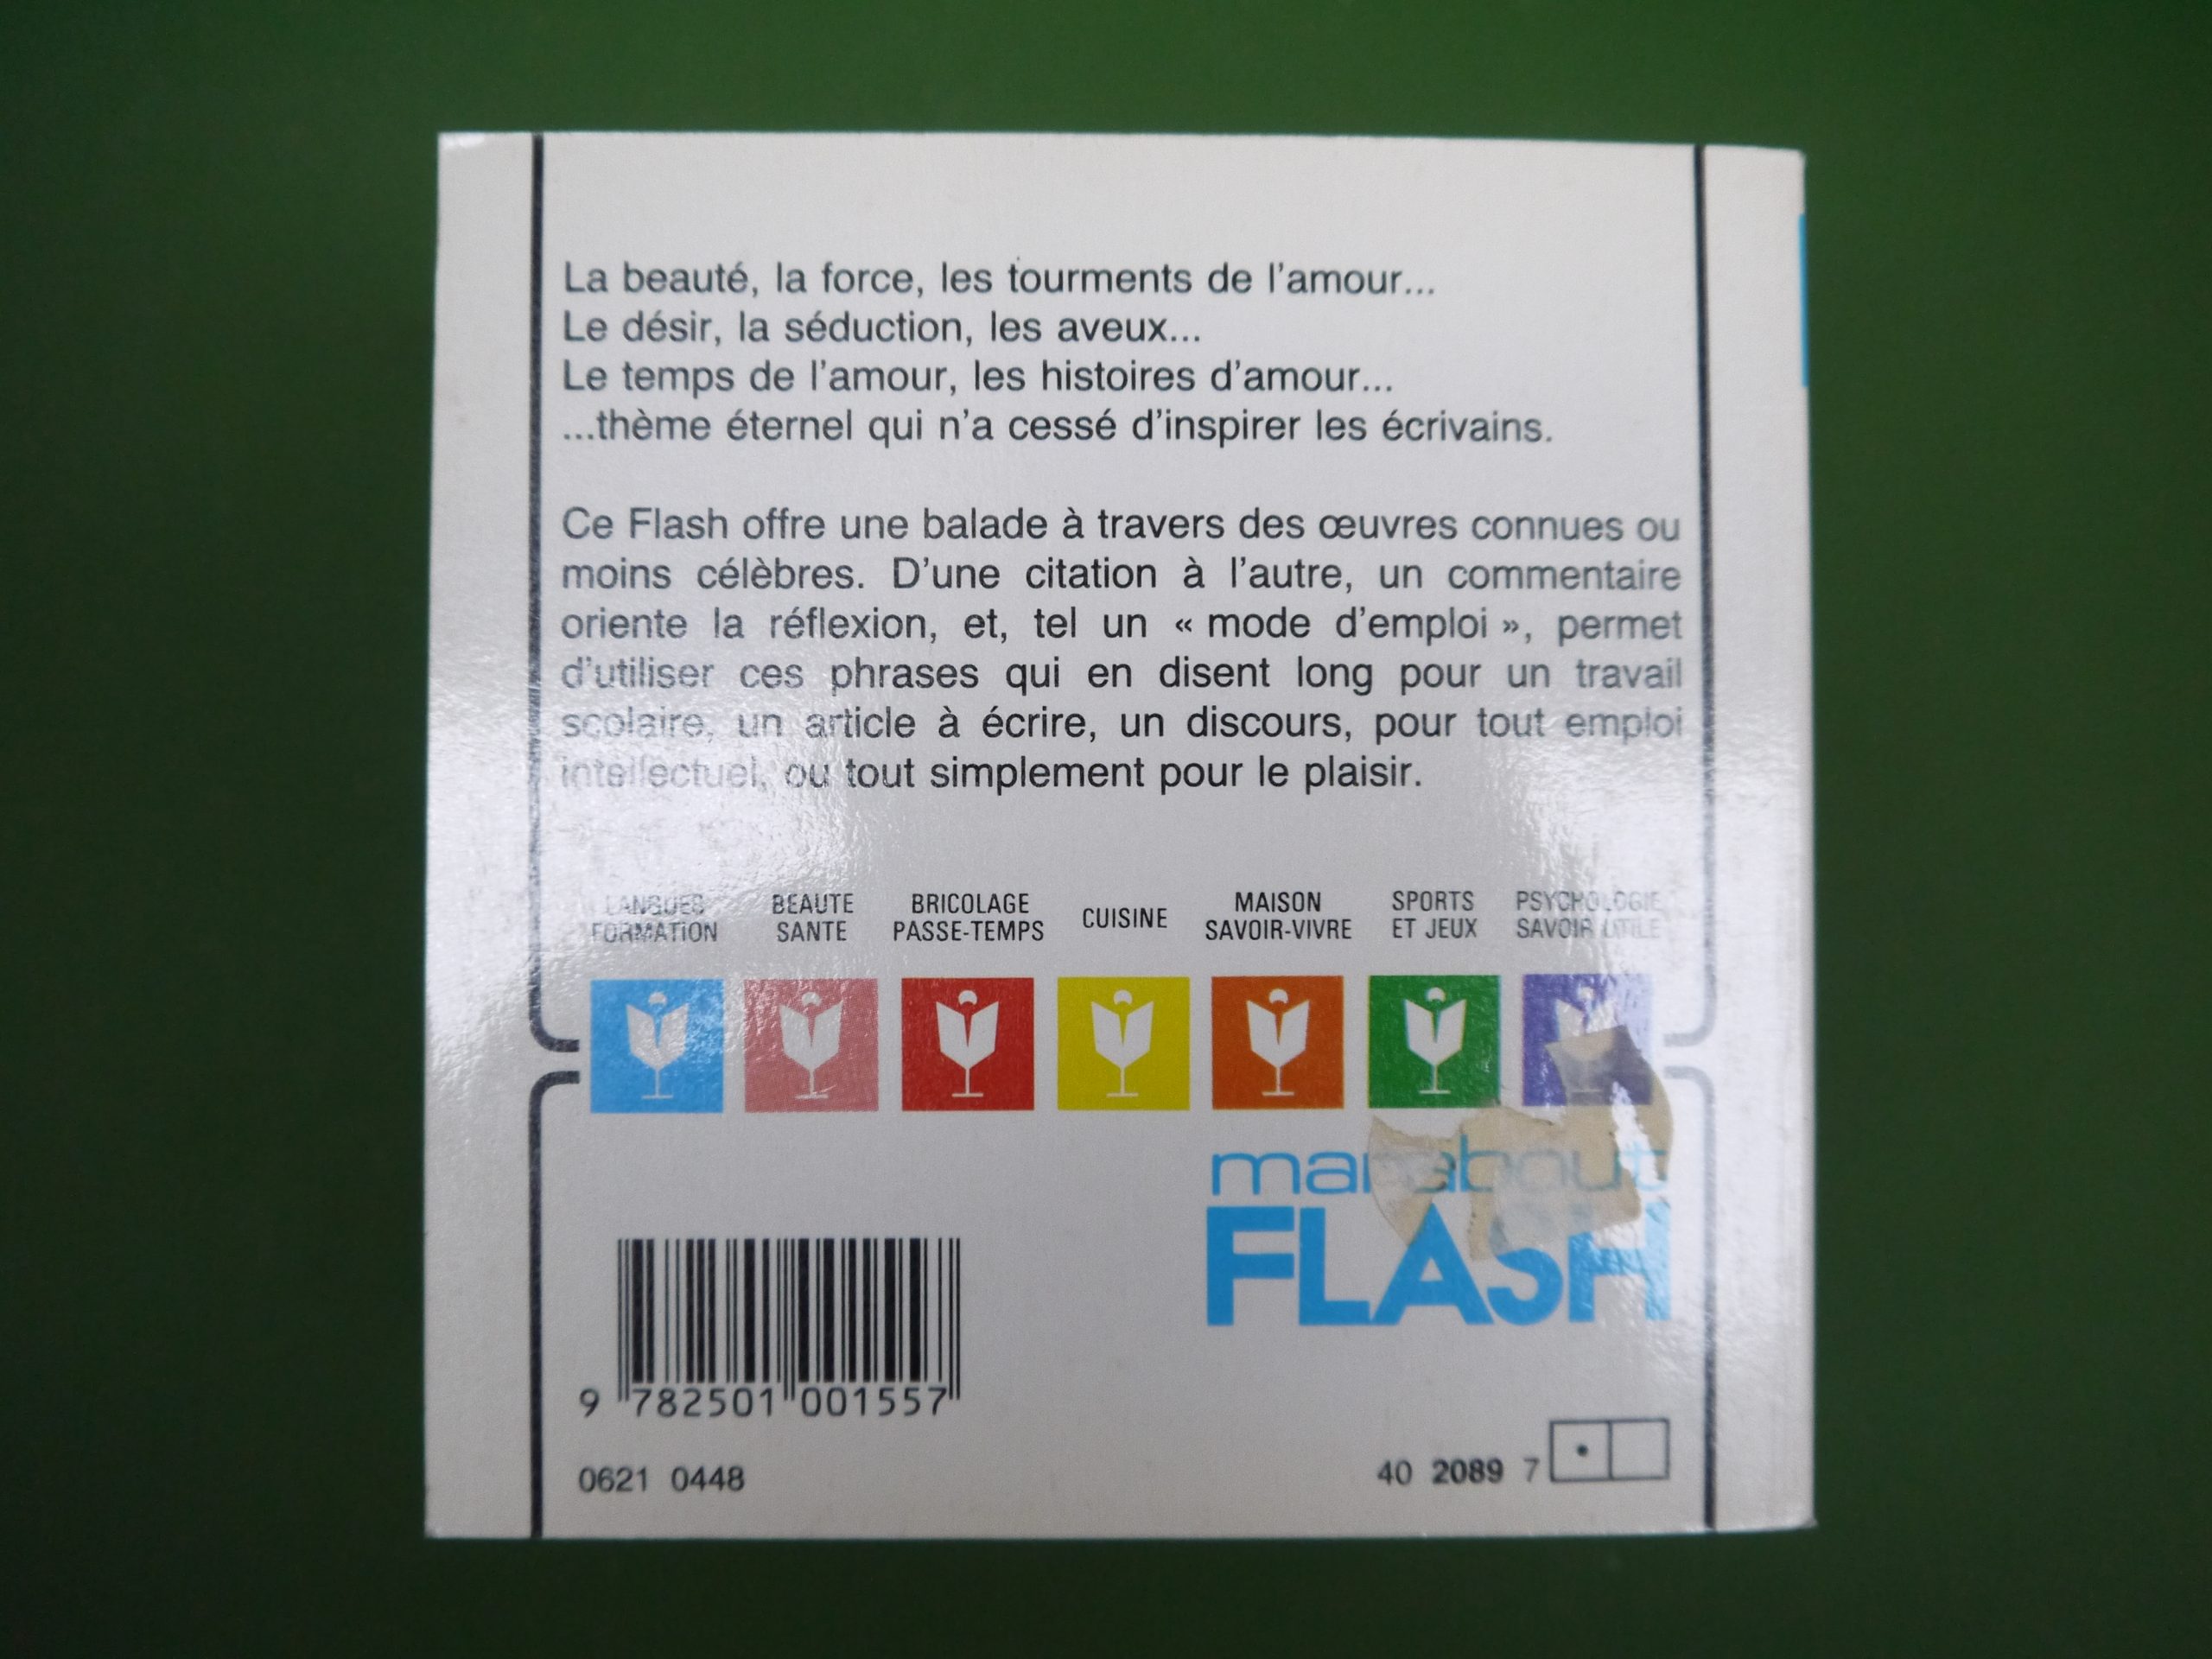 La beauté, la force, les tourments de l'amour...
Le désir, la séduction, les aveux...
Le temps de l'amour, les histoires d'amour...
...thème éternel qui n'a cessé d'inspirer les écrivains.
Ce Flash offre une balade à travers des œuvres connues ou
moins célèbres. D'une citation à l'autre, un commentaire
oriente la réflexion, et, tel un « mode d'emploi », permet
d'utiliser ces phrases qui en disent long pour un travail
scolaire, un article à écrire, un discours, pour tout emploi
intellectuel, ou tout simplement pour le plaisir.
LANGUES
FORMATION
BEAUTE
SANTE
BRICOLAGE
PASSE-TEMPS
CUISINE
MAISON
SAVOIR-VIVRE
SPORTS
ET JEUX
PSYCHOLOGIE
SAVOIR UTILE
marabout
FLASH
9 782501 001557
0621 0448
40 2089 7